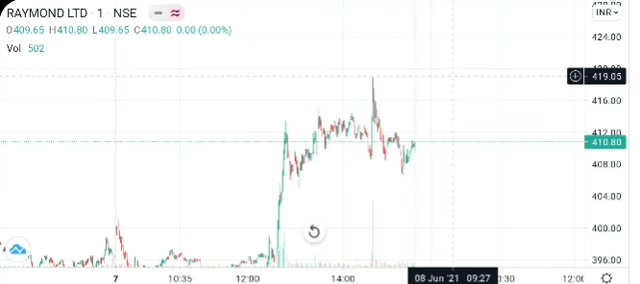 RAYMOND LTD · 1 · NSE
INR
O409.65 H410.80 L409.65 C410.80 0.00 (0.00%)
Vol 502
424.00
419.05
416.00
412.00
410.80
408.00
404.00
400.00
396.00
7 10:35 12:00 14:00 08 Jun '21 09:27 12:00